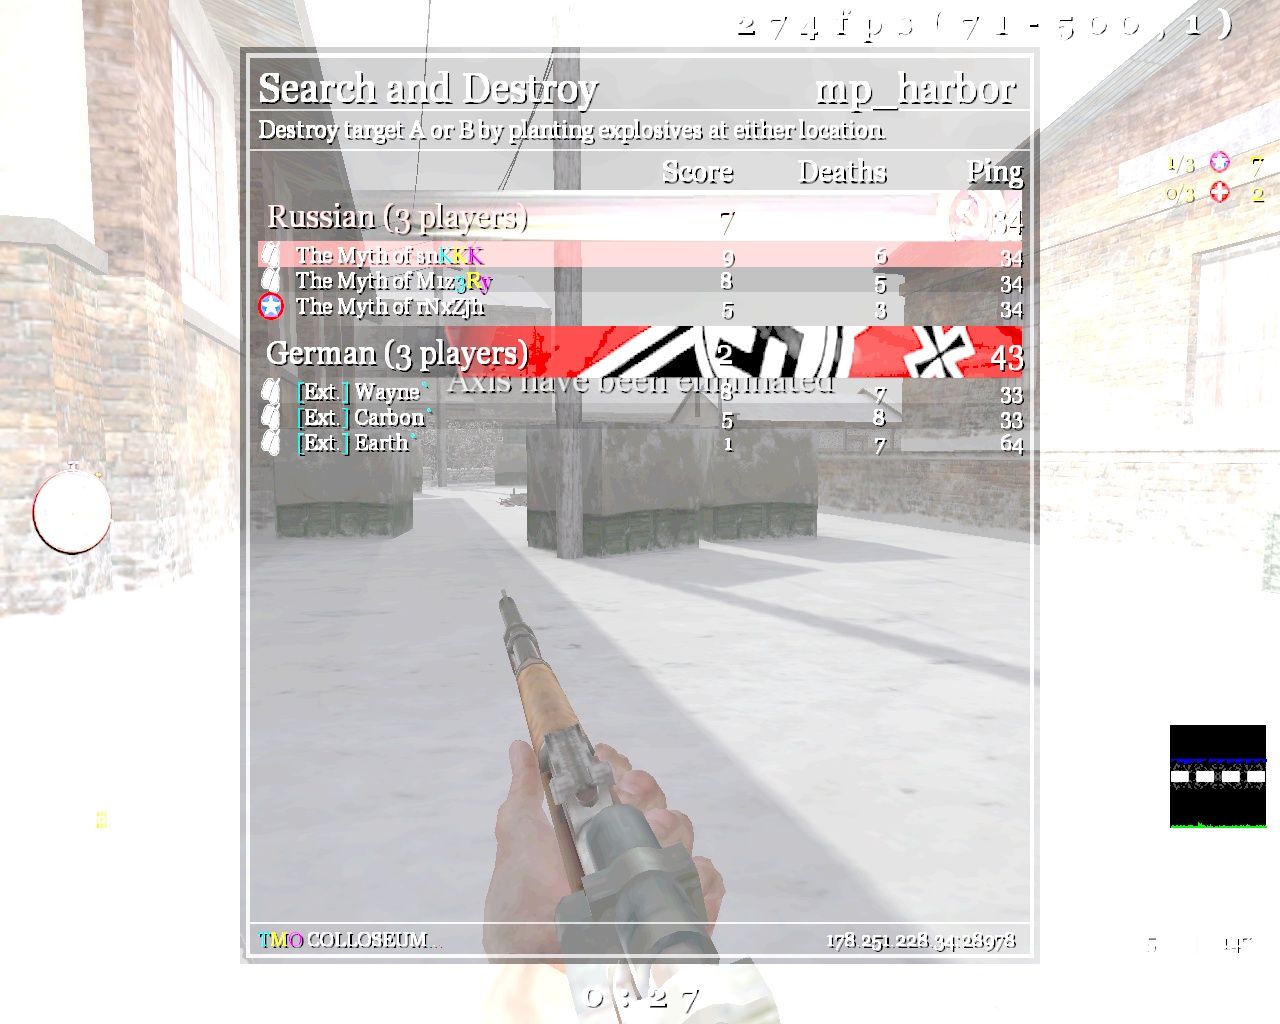 274fps(71-500,1)
Search and Destroy mp_harbor
Destroy target A or B by planting explosives at either location.
Score Deaths Ping
1/3 7
0/3 2
Russian (3 players) 7 34
The Myth of snKKK 9 6 34
The Myth of M1z3Ry 8 5 34
The Myth of rNxZjh 5 3 34
German (3 players) 2 43
Axis have been eliminated
[Ext.] Wayne* 8 7 33
[Ext.] Carbon* 5 8 33
[Ext.] Earth* 1 7 64
TMO COLLOSEUM... 178.251.228.34:28978
0:27